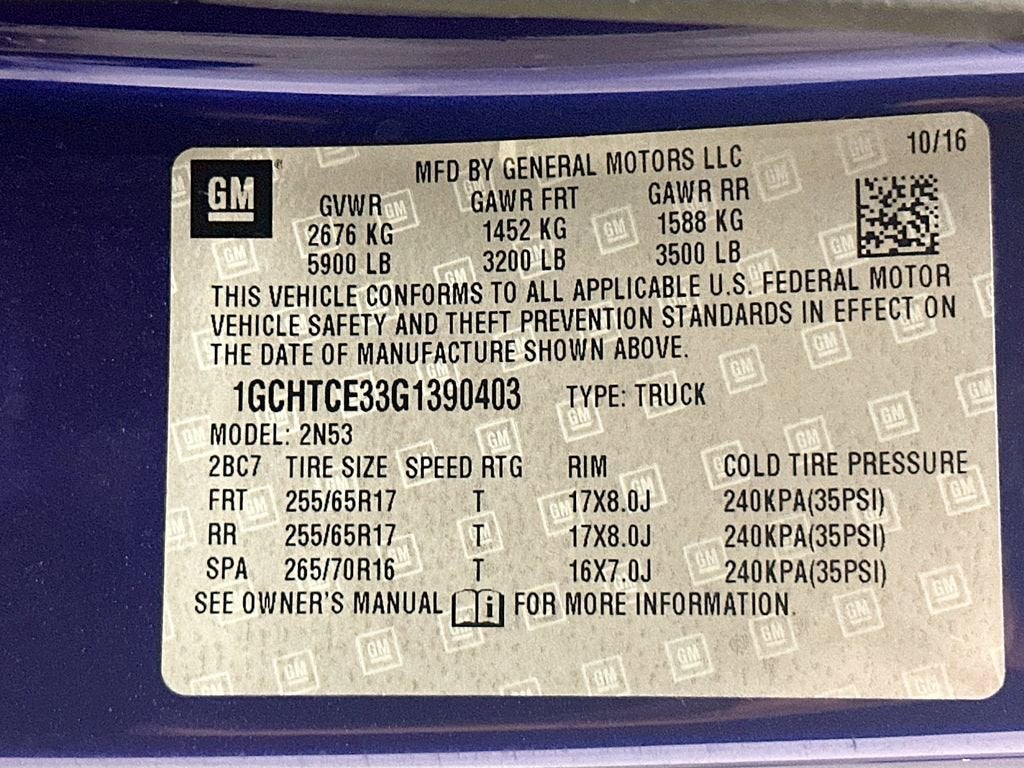 GM®
10/16
MFD BY GENERAL MOTORS LLC
GVWR GAWR FRT GAWR RR
2676 KG 1452 KG 1588 KG
5900 LB 3200 LB 3500 LB
THIS VEHICLE CONFORMS TO ALL APPLICABLE U.S. FEDERAL MOTOR
VEHICLE SAFETY AND THEFT PREVENTION STANDARDS IN EFFECT ON
THE DATE OF MANUFACTURE SHOWN ABOVE.
1GCHTCE33G1390403 TYPE: TRUCK
MODEL: 2N53
2BC7 TIRE SIZE SPEED RTG RIM COLD TIRE PRESSURE
FRT 255/65R17 T 17X8.0J 240KPA(35PSI)
RR 255/65R17 T 17X8.0J 240KPA(35PSI)
SPA 265/70R16 T 16X7.0J 240KPA(35PSI)
SEE OWNER'S MANUAL i FOR MORE INFORMATION.